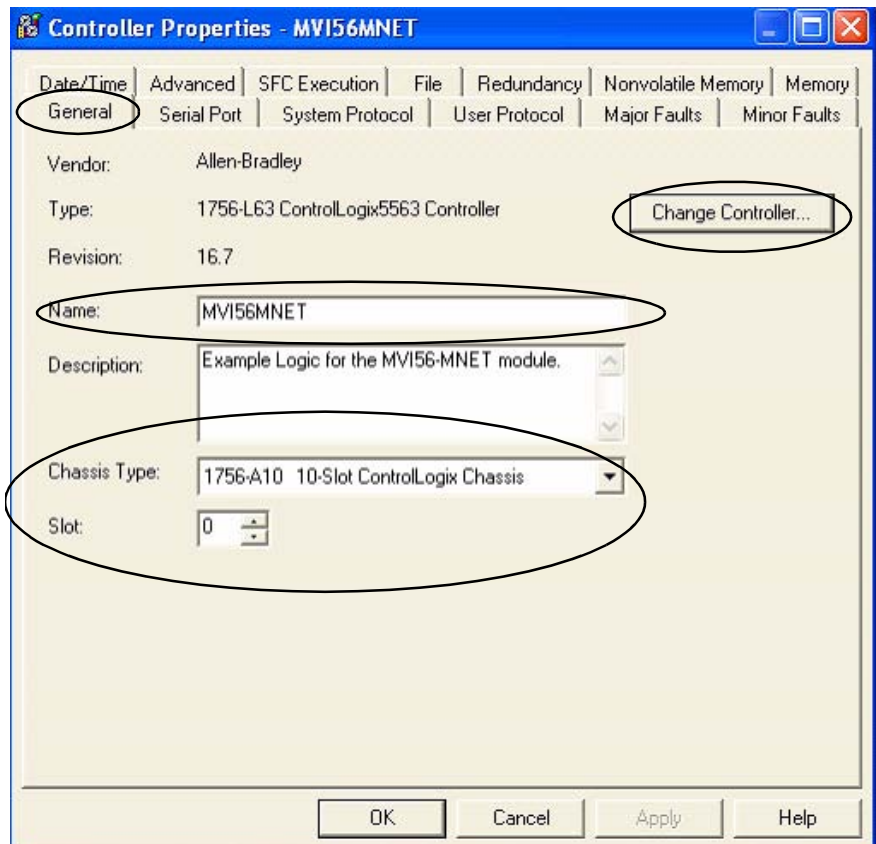 Controller Properties - MVI56MNET
Date/Time Advanced SFC Execution File Redundancy Nonvolatile Memory Memory
General Serial Port System Protocol User Protocol Major Faults Minor Faults
Vendor: Allen-Bradley
Type: 1756-L63 ControlLogix5563 Controller Change Controller...
Revision: 16.7
Name: MVI56MNET
Description: Example Logic for the MVI56-MNET module.
Chassis Type: 1756-A10 10-Slot ControlLogix Chassis
Slot: 0
OK Cancel Apply Help